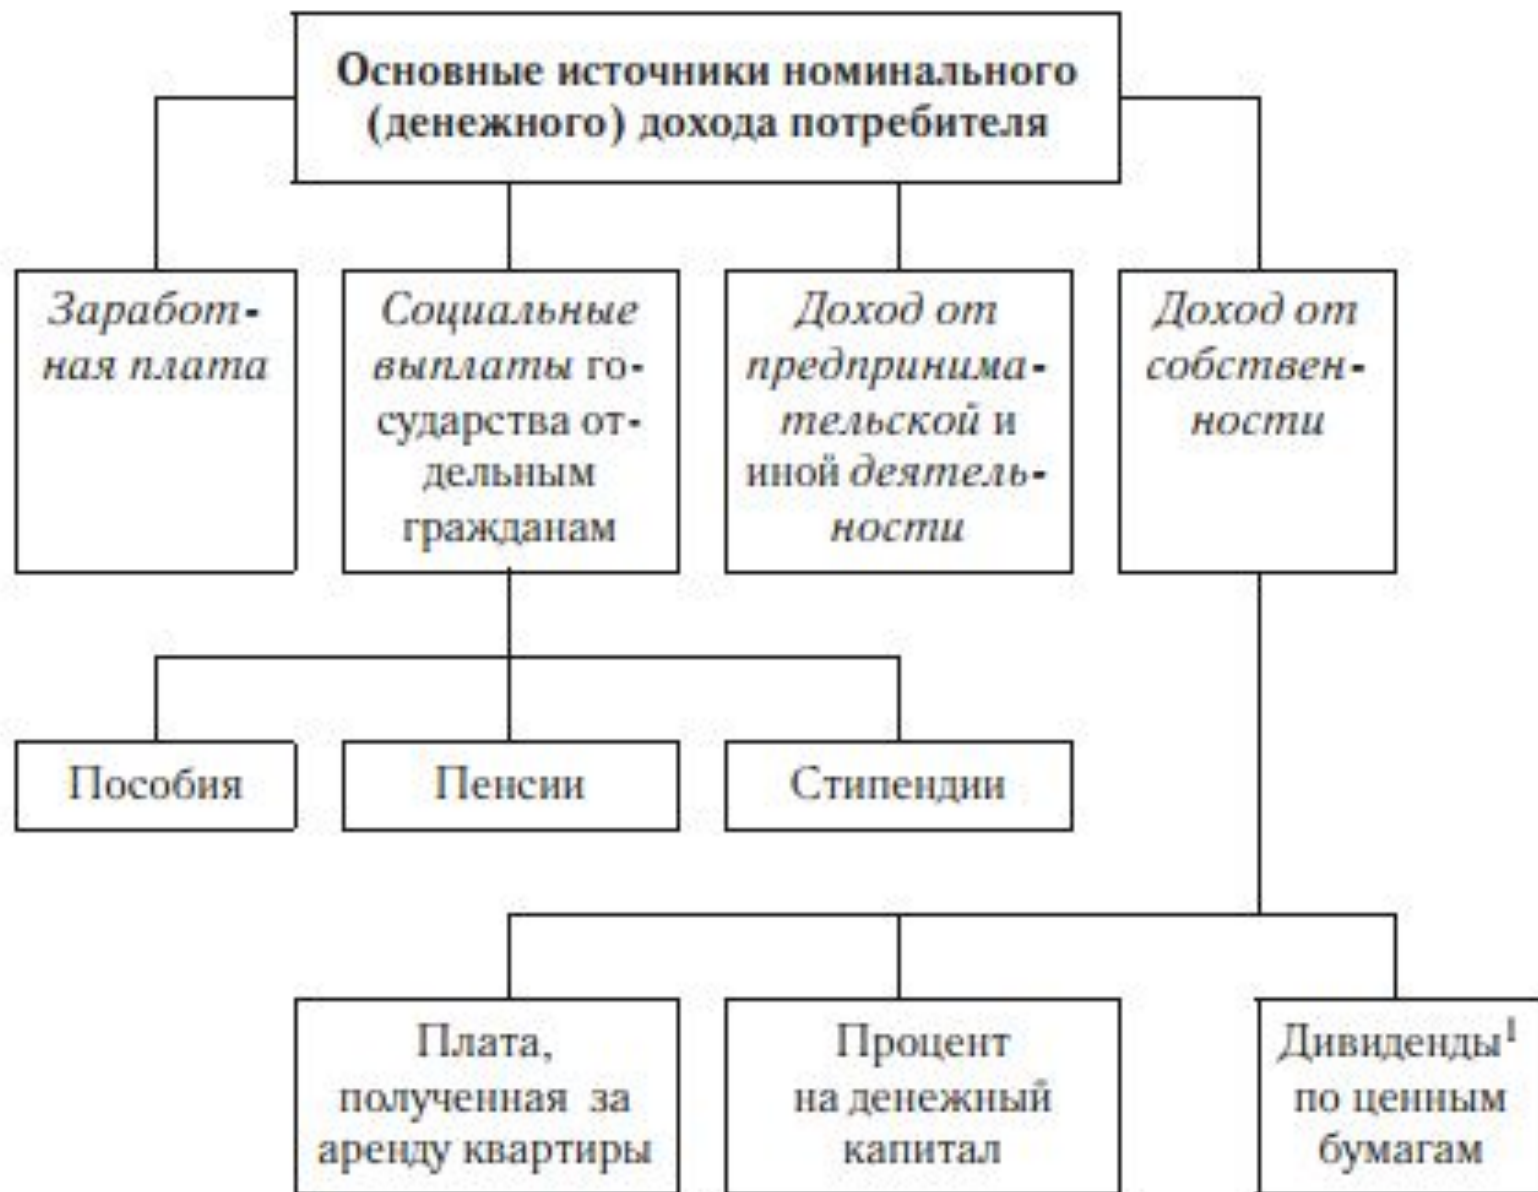 Основные источники номинального
(денежного) дохода потребителя
Заработ-
ная плата
Социальные
выплаты го-
сударства от-
дельным
гражданам
Доход от
предпринима-
тельской и
иной деятель-
ности
Доход от
собствен-
ности
Пособия
Пенсии
Стипендии
Плата,
полученная за
аренду квартиры
Процент
на денежный
капитал
Дивиденды¹
по ценным
бумагам